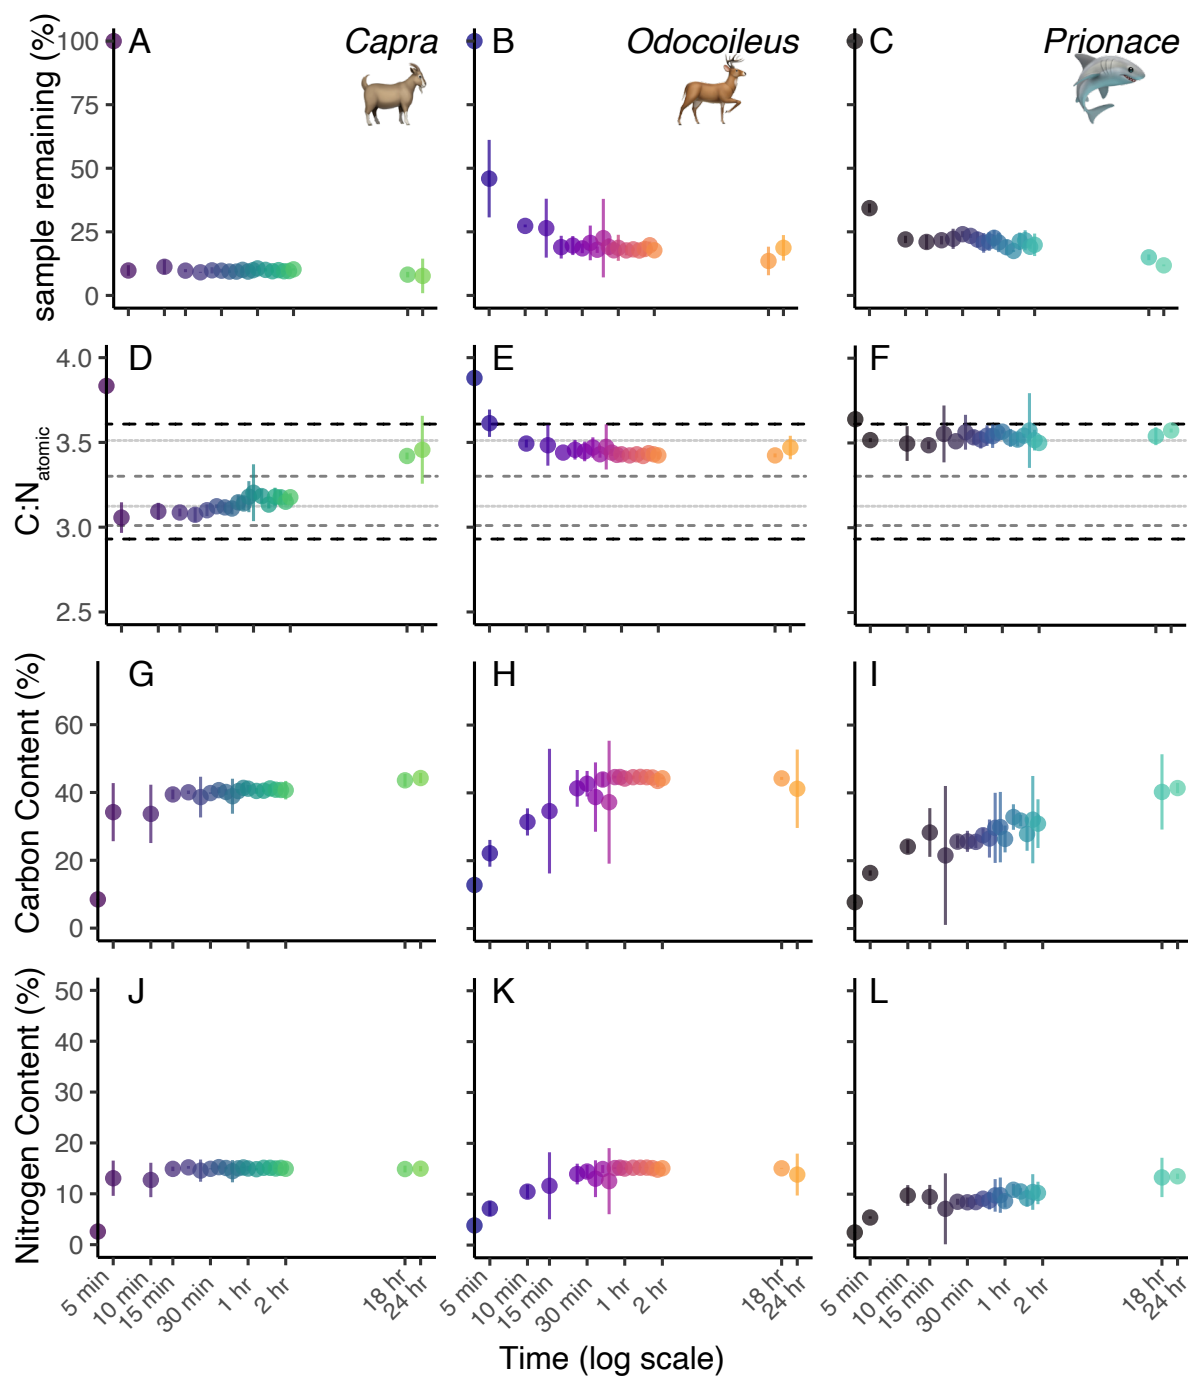 A Capra B Odocoileus C Prionace
sample remaining (%)
100
75
50
25
0
D E F
C:Natomic
4.0
3.5
3.0
2.5
G H I
Carbon Content (%)
60
40
20
0
J K L
Nitrogen Content (%)
50
40
30
20
10
0
5 min 10 min 15 min 30 min 1 hr 2 hr 18 hr 24 hr 5 min 10 min 15 min 30 min 1 hr 2 hr 18 hr 24 hr 5 min 10 min 15 min 30 min 1 hr 2 hr 18 hr 24 hr
Time (log scale)